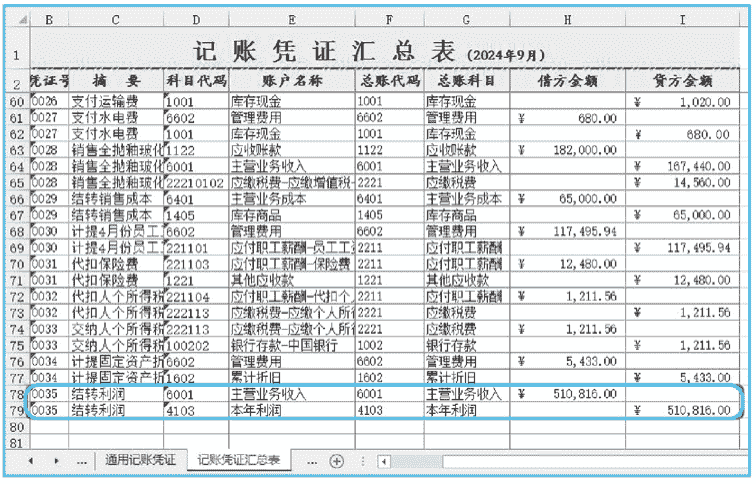 B C D E F G H I
1 记 账 凭 证 汇 总 表 (2024年9月)
2 凭证号 摘 要 科目代码 账户名称 总账代码 总账科目 借方金额 贷方金额
60 0026 支付运输费 1001 库存现金 1001 库存现金 ¥ 1,020.00
61 0027 支付水电费 6602 管理费用 6602 管理费用 ¥ 680.00
62 0027 支付水电费 1001 库存现金 1001 库存现金 ¥ 680.00
63 0028 销售全抛釉玻化 1122 应收账款 1122 应收账款 ¥ 182,000.00
64 0028 销售全抛釉玻化 6001 主营业务收入 6001 主营业务收入 ¥ 167,440.00
65 0028 销售全抛釉玻化 22210102 应缴税费-应缴增值税- 2221 应缴税费 ¥ 14,560.00
66 0029 结转销售成本 6401 主营业务成本 6401 主营业务成本 ¥ 65,000.00
67 0029 结转销售成本 1405 库存商品 1405 库存商品 ¥ 65,000.00
68 0030 计提4月份员工 6602 管理费用 6602 管理费用 ¥ 117,495.94
69 0030 计提4月份员工 221101 应付职工薪酬-员工工 2211 应付职工薪酬 ¥ 117,495.94
70 0031 代扣保险费 221103 应付职工薪酬-保险费 2211 应付职工薪酬 ¥ 12,480.00
71 0031 代扣保险费 1221 其他应收款 1221 其他应收款 ¥ 12,480.00
72 0032 代扣人个所得税 221104 应付职工薪酬-代扣个 2211 应付职工薪酬 ¥ 1,211.56
73 0032 代扣人个所得税 222113 应缴税费-应缴个人所 2221 应缴税费 ¥ 1,211.56
74 0033 交纳人个所得税 222113 应缴税费-应缴个人所 2221 应缴税费 ¥ 1,211.56
75 0033 交纳人个所得税 100202 银行存款-中国银行 1002 银行存款 ¥ 1,211.56
76 0034 计提固定资产折 6602 管理费用 6602 管理费用 ¥ 5,433.00
77 0034 计提固定资产折 1602 累计折旧 1602 累计折旧 ¥ 5,433.00
78 0035 结转利润 6001 主营业务收入 6001 主营业务收入 ¥ 510,816.00
79 0035 结转利润 4103 本年利润 4103 本年利润 ¥ 510,816.00
80
81
... 通用记账凭证 记账凭证汇总表 ...